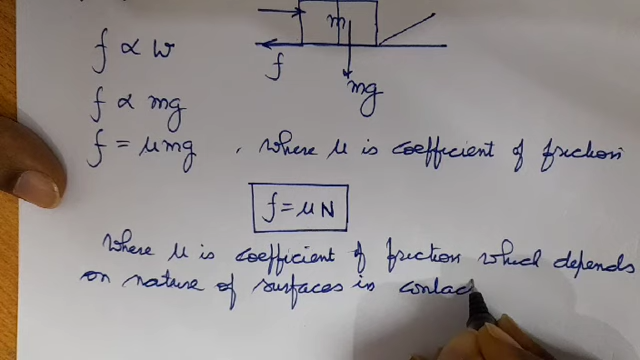 m
f ∝ w
f
mg
f ∝ mg
f = μmg , where μ is coefficient of friction
f = μN
where μ is coefficient of friction which depends
on nature of surfaces in contac